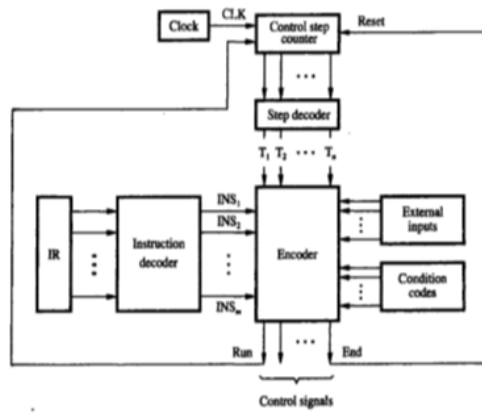 Clock
CLK
Control step
counter
Reset
...
Step decoder
T1 T2 ... Tn
IR
Instruction
decoder
INS1
INS2
INSm
Encoder
External
inputs
Condition
codes
Run
...
End
Control signals